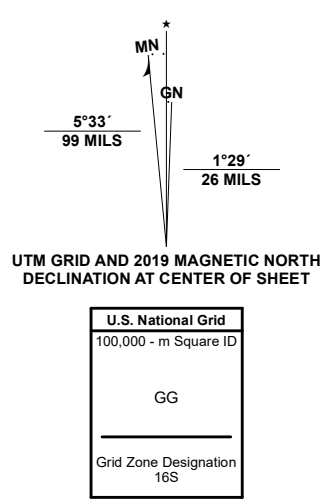 MN
GN
5°33´
99 MILS
1°29´
26 MILS
UTM GRID AND 2019 MAGNETIC NORTH
DECLINATION AT CENTER OF SHEET
U.S. National Grid
100,000 - m Square ID
GG
Grid Zone Designation
16S